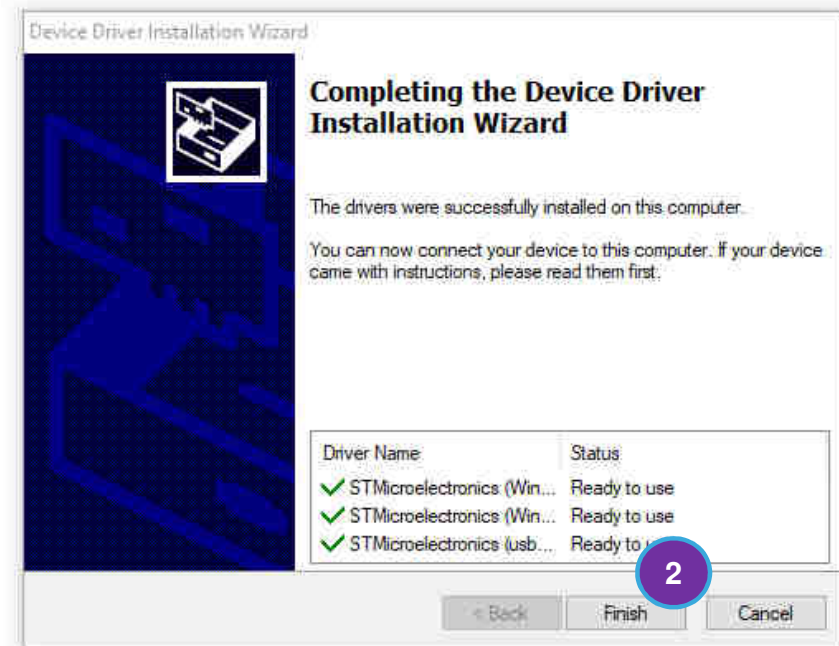 Device Driver Installation Wizard
Completing the Device Driver
Installation Wizard
The drivers were successfully installed on this computer.
You can now connect your device to this computer. If your device
came with instructions, please read them first.
Driver Name Status
STMicroelectronics (Win... Ready to use
STMicroelectronics (Win... Ready to use
STMicroelectronics (usb... Ready to
2
< Back Finish Cancel